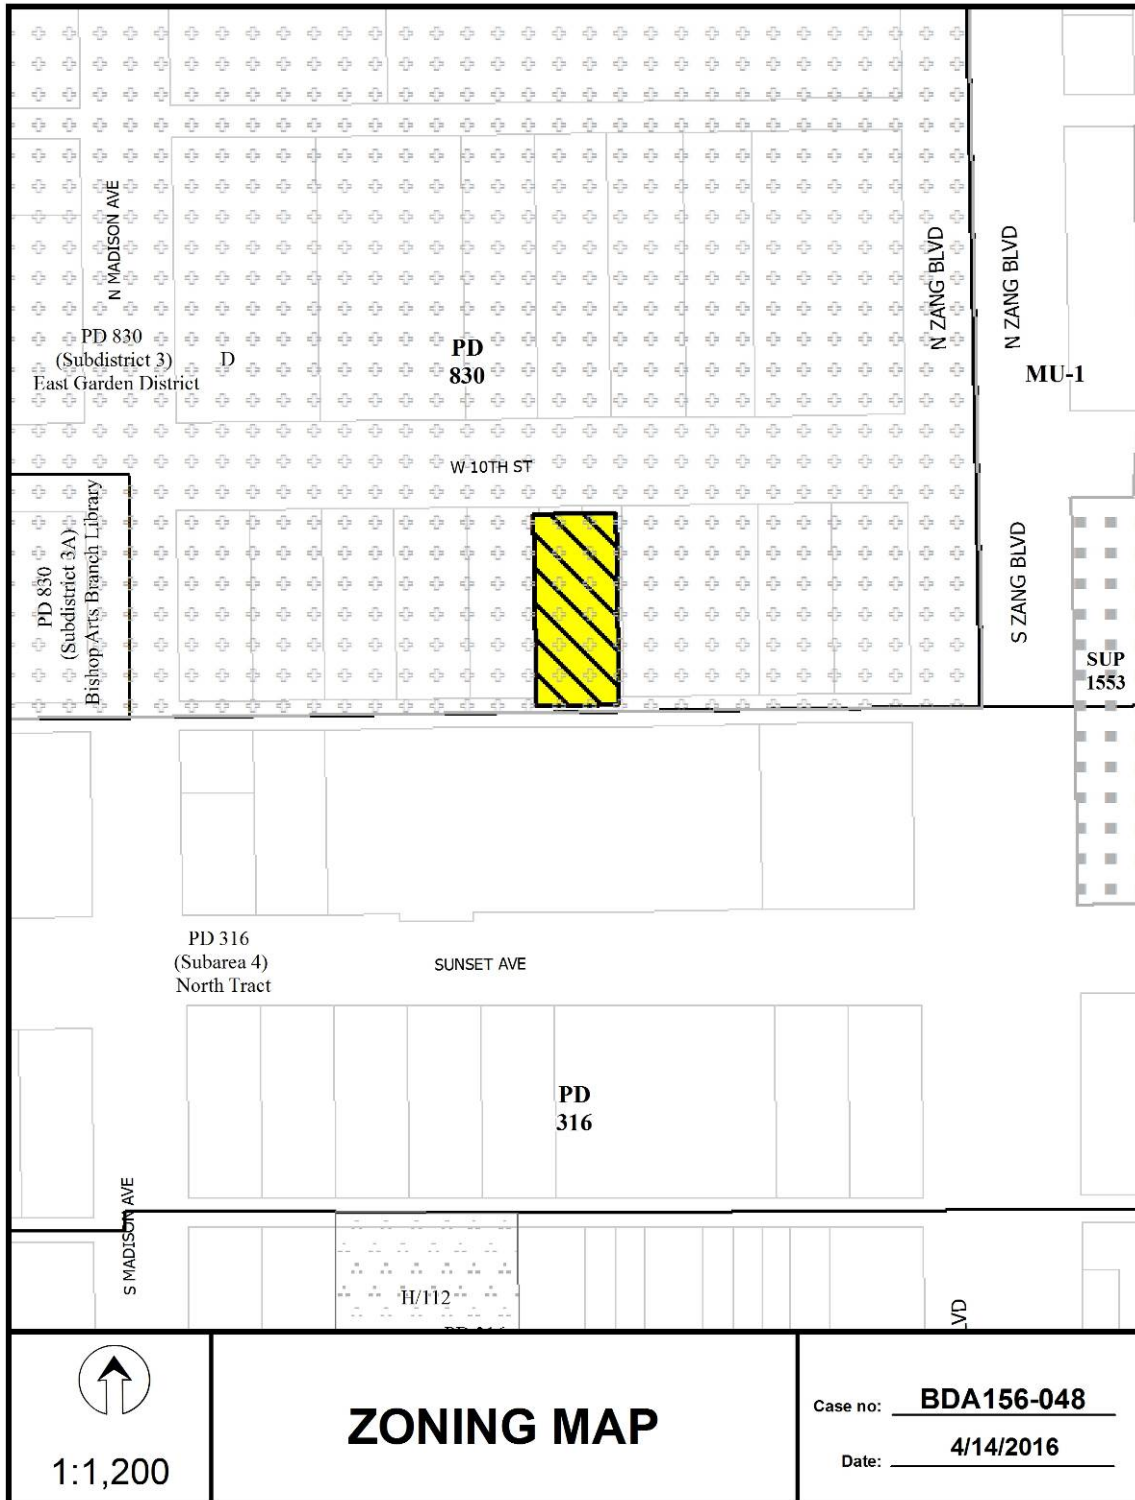 N MADISON AVE
N ZANG BLVD
N ZANG BLVD
PD 830
(Subdistrict 3)
East Garden District
D
PD
830
MU-1
W 10TH ST
PD 830
(Subdistrict 3A)
Bishop Arts Branch Library
S ZANG BLVD
SUP
1553
PD 316
(Subarea 4)
North Tract
SUNSET AVE
PD
316
S MADISON AVE
H/112
VD
1:1,200
ZONING MAP
Case no: BDA156-048
Date: 4/14/2016